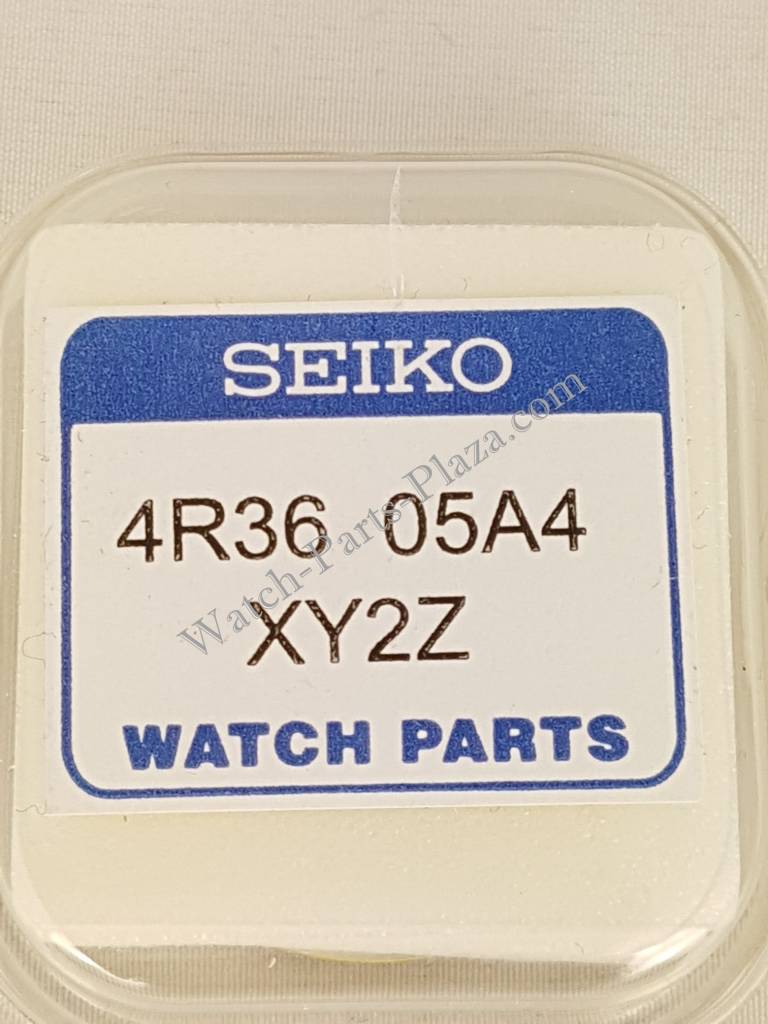 SEIKO
4R36 05A4
XY2Z
WATCH PARTS
Watch-Parts-Plaza.com